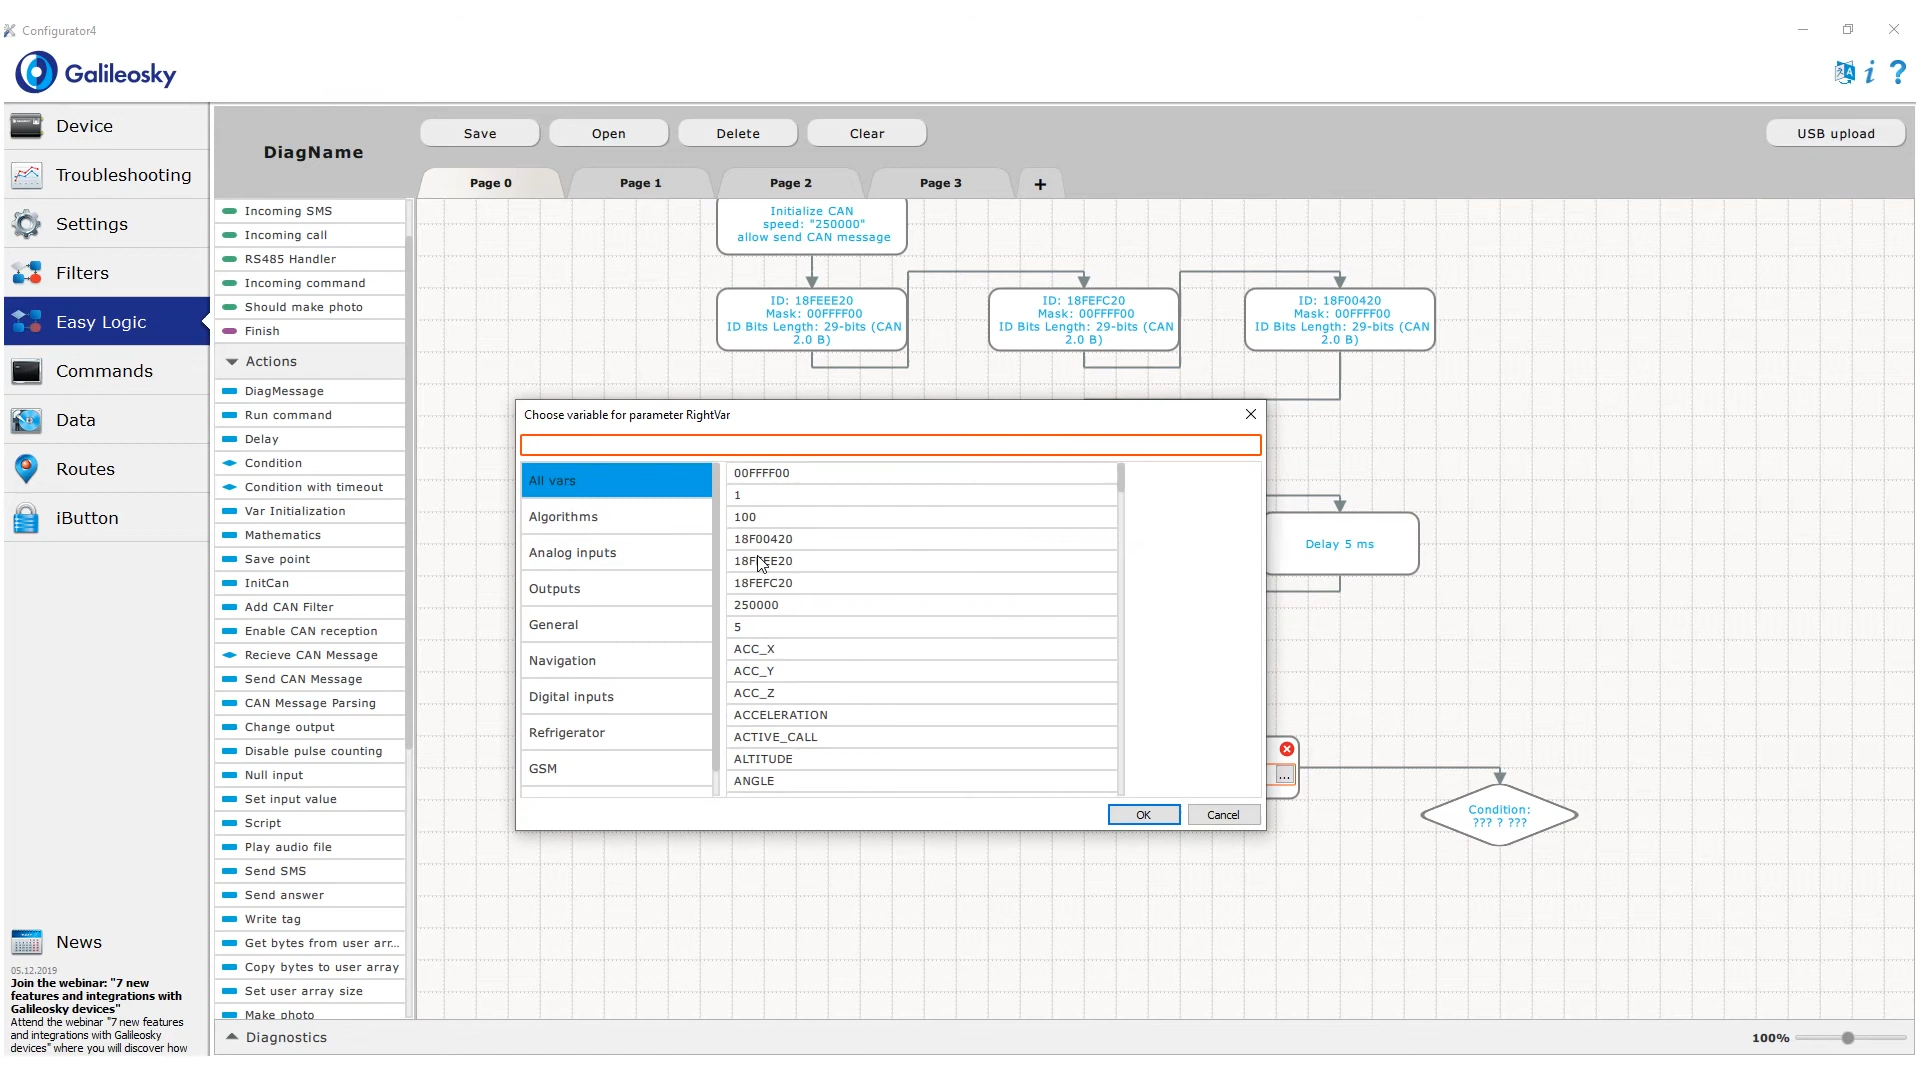 Configurator4
Galileosky
Device
Troubleshooting
Settings
Filters
Easy Logic
Commands
Data
Routes
iButton
News
05.12.2019
Join the webinar: "7 new
features and integrations with
Galileosky devices"
Attend the webinar "7 new features
and integrations with Galileosky
devices" where you will discover how
DiagName
Save
Open
Delete
Clear
USB upload
Page 0
Page 1
Page 2
Page 3
+
Incoming SMS
Incoming call
RS485 Handler
Incoming command
Should make photo
Finish
Actions
DiagMessage
Run command
Delay
Condition
Condition with timeout
Var Initialization
Mathematics
Save point
InitCan
Add CAN Filter
Enable CAN reception
Recieve CAN Message
Send CAN Message
CAN Message Parsing
Change output
Disable pulse counting
Null input
Set input value
Script
Play audio file
Send SMS
Send answer
Write tag
Get bytes from user arr...
Copy bytes to user array
Set user array size
Make photo
Initialize CAN
speed: "250000"
allow send CAN message
ID: 18FEEE20
Mask: 00FFFF00
ID Bits Length: 29-bits (CAN
2.0 B)
ID: 18FEFC20
Mask: 00FFFF00
ID Bits Length: 29-bits (CAN
2.0 B)
ID: 18F00420
Mask: 00FFFF00
ID Bits Length: 29-bits (CAN
2.0 B)
Choose variable for parameter RightVar
All vars
Algorithms
Analog inputs
Outputs
General
Navigation
Digital inputs
Refrigerator
GSM
00FFFF00
1
100
18F00420
18FEEE20
18FEFC20
250000
5
ACC_X
ACC_Y
ACC_Z
ACCELERATION
ACTIVE_CALL
ALTITUDE
ANGLE
OK
Cancel
Delay 5 ms
...
Condition:
??? ? ???
Diagnostics
100%